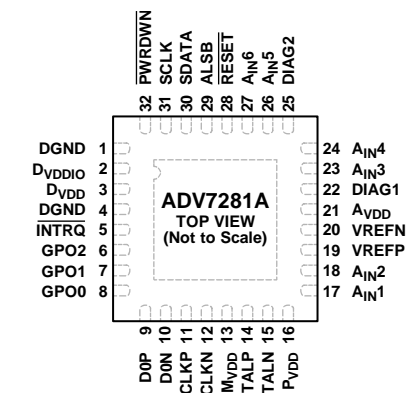 32 PWRDWN
31 SCLK
30 SDATA
29 ALSB
28 RESET
27 AIN6
26 AIN5
25 DIAG2
DGND 1
DVDDIO 2
DVDD 3
DGND 4
INTRQ 5
GPO2 6
GPO1 7
GPO0 8
ADV7281A
TOP VIEW
(Not to Scale)
24 AIN4
23 AIN3
22 DIAG1
21 AVDD
20 VREFN
19 VREFP
18 AIN2
17 AIN1
D0P 9
D0N 10
CLKP 11
CLKN 12
MVDD 13
TALP 14
TALN 15
PVDD 16